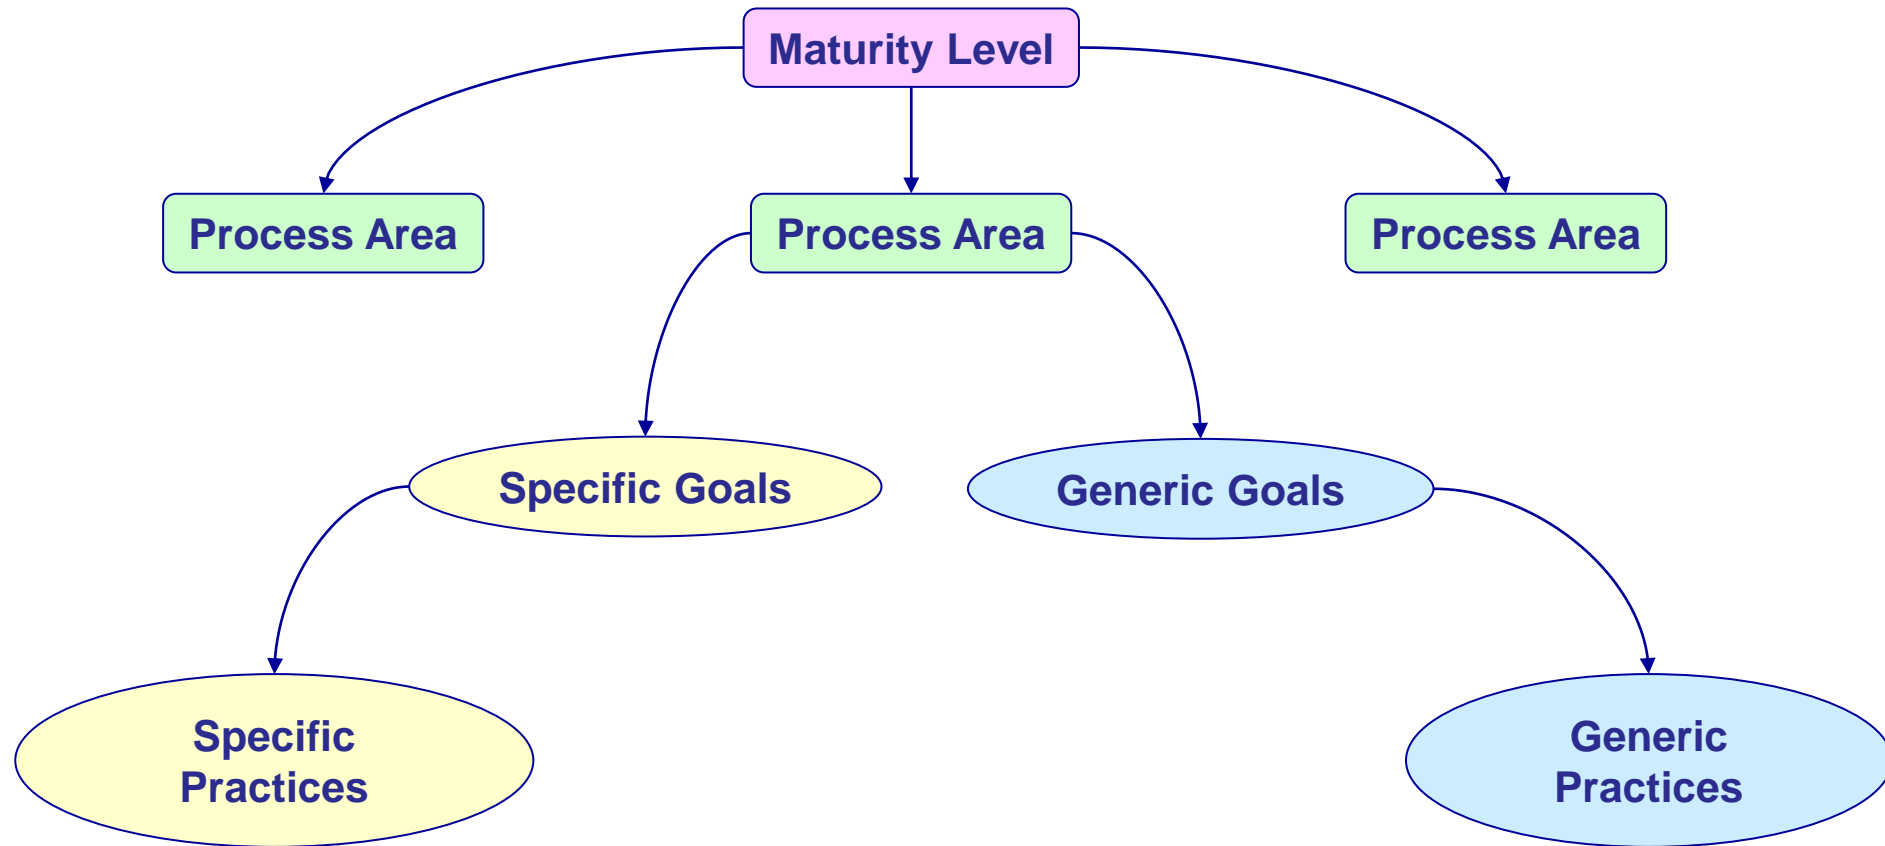 Maturity Level
Process Area
Process Area
Process Area
Specific Goals
Generic Goals
Specific
Practices
Generic
Practices